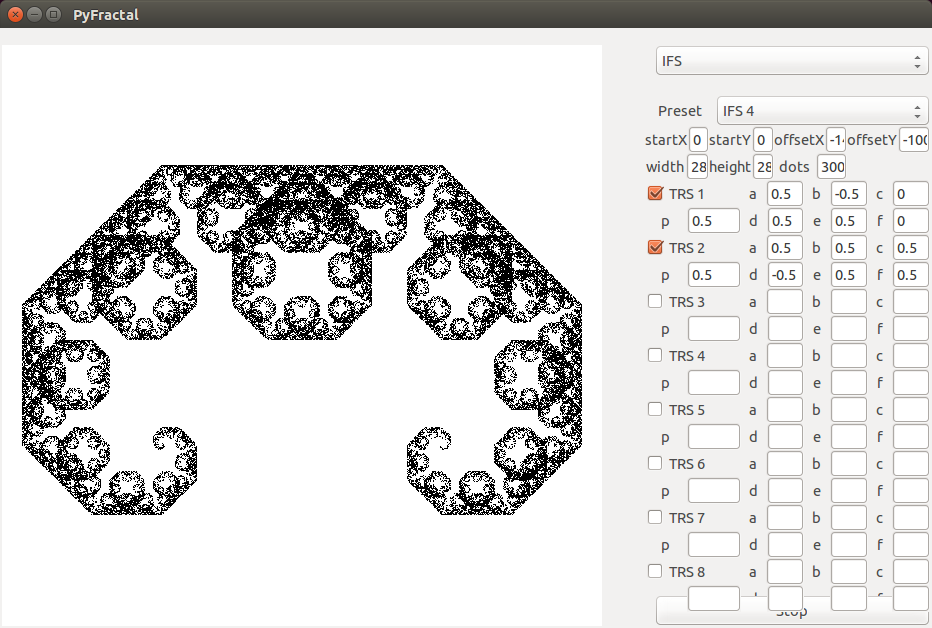 PyFractal
IFS
Preset IFS 4
startX 0 startY 0 offsetX offsetY -100
width 28 height 28 dots 300
TRS 1 a 0.5 b -0.5 c 0
p 0.5 d 0.5 e 0.5 f 0
TRS 2 a 0.5 b 0.5 c 0.5
p 0.5 d -0.5 e 0.5 f 0.5
TRS 3 a b c
p d e f
TRS 4 a b c
p d e f
TRS 5 a b c
p d e f
TRS 6 a b c
p d e f
TRS 7 a b c
p d e f
TRS 8 a b c
Stop